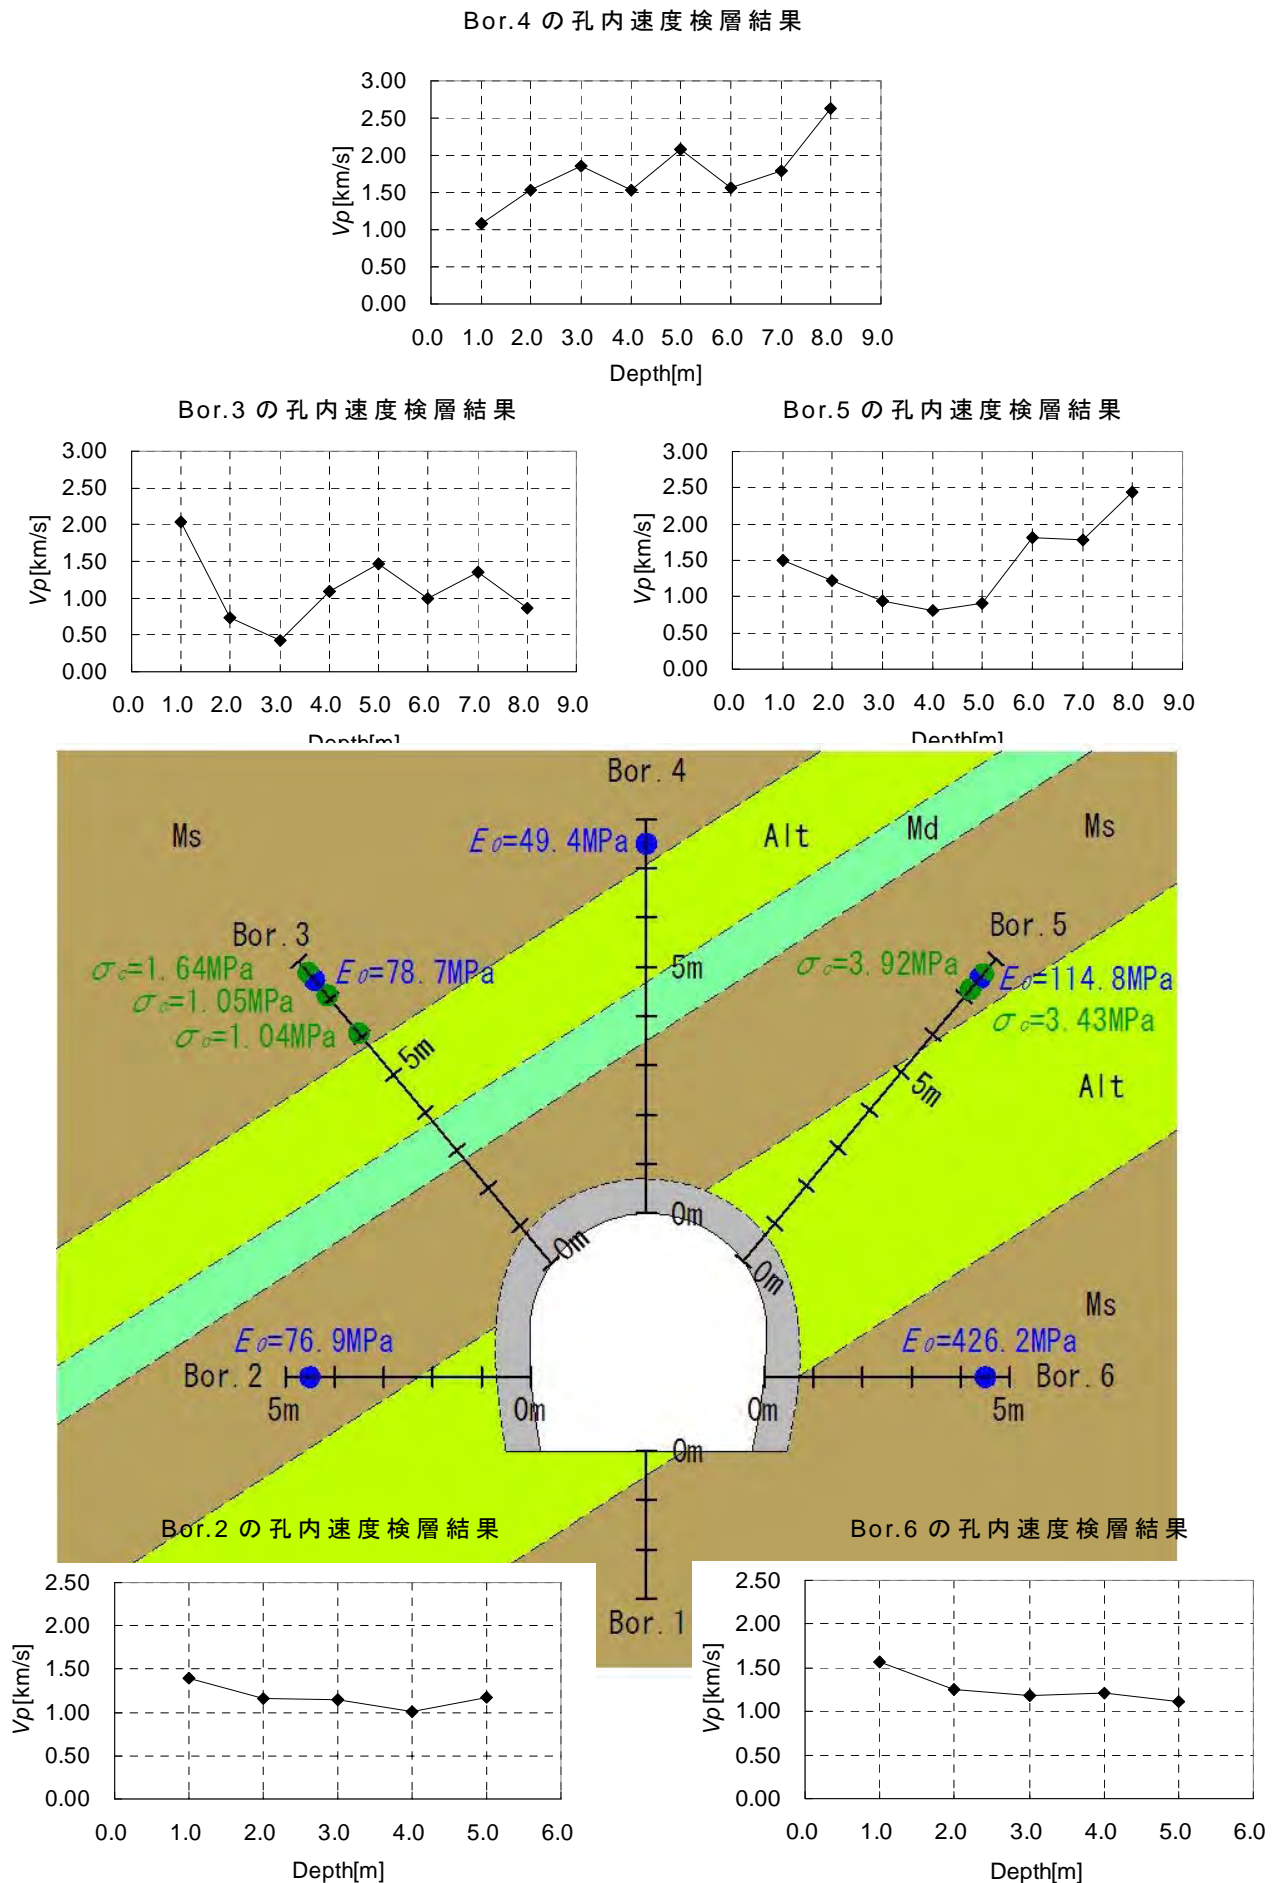 Bor.4 の孔内速度検層結果
3.00
2.50
2.00
1.50
1.00
0.50
0.00
Vp[km/s]
0.0 1.0 2.0 3.0 4.0 5.0 6.0 7.0 8.0 9.0
Depth[m]
Bor.3 の孔内速度検層結果
3.00
2.50
2.00
1.50
1.00
0.50
0.00
Vp[km/s]
0.0 1.0 2.0 3.0 4.0 5.0 6.0 7.0 8.0 9.0
Depth[m]
Bor.5 の孔内速度検層結果
3.00
2.50
2.00
1.50
1.00
0.50
0.00
Vp[km/s]
0.0 1.0 2.0 3.0 4.0 5.0 6.0 7.0 8.0 9.0
Depth[m]
Bor. 4
Ms
E0=49. 4MPa
Alt
Md
Ms
Bor. 3
σc=1. 64MPa
E0=78. 7MPa
σc=1. 05MPa
σc=1. 04MPa
5m
5m
Bor. 5
σc=3. 92MPa
E0=114. 8MPa
σc=3. 43MPa
5m
Alt
0m
0m
0m
Ms
E0=76. 9MPa
E0=426. 2MPa
Bor. 2
5m
0m
0m
5m
Bor. 6
0m
Bor. 1
Bor.2 の孔内速度検層結果
2.50
2.00
1.50
1.00
0.50
0.00
Vp[km/s]
0.0 1.0 2.0 3.0 4.0 5.0 6.0
Depth[m]
Bor.6 の孔内速度検層結果
2.50
2.00
1.50
1.00
0.50
0.00
Vp[km/s]
0.0 1.0 2.0 3.0 4.0 5.0 6.0
Depth[m]